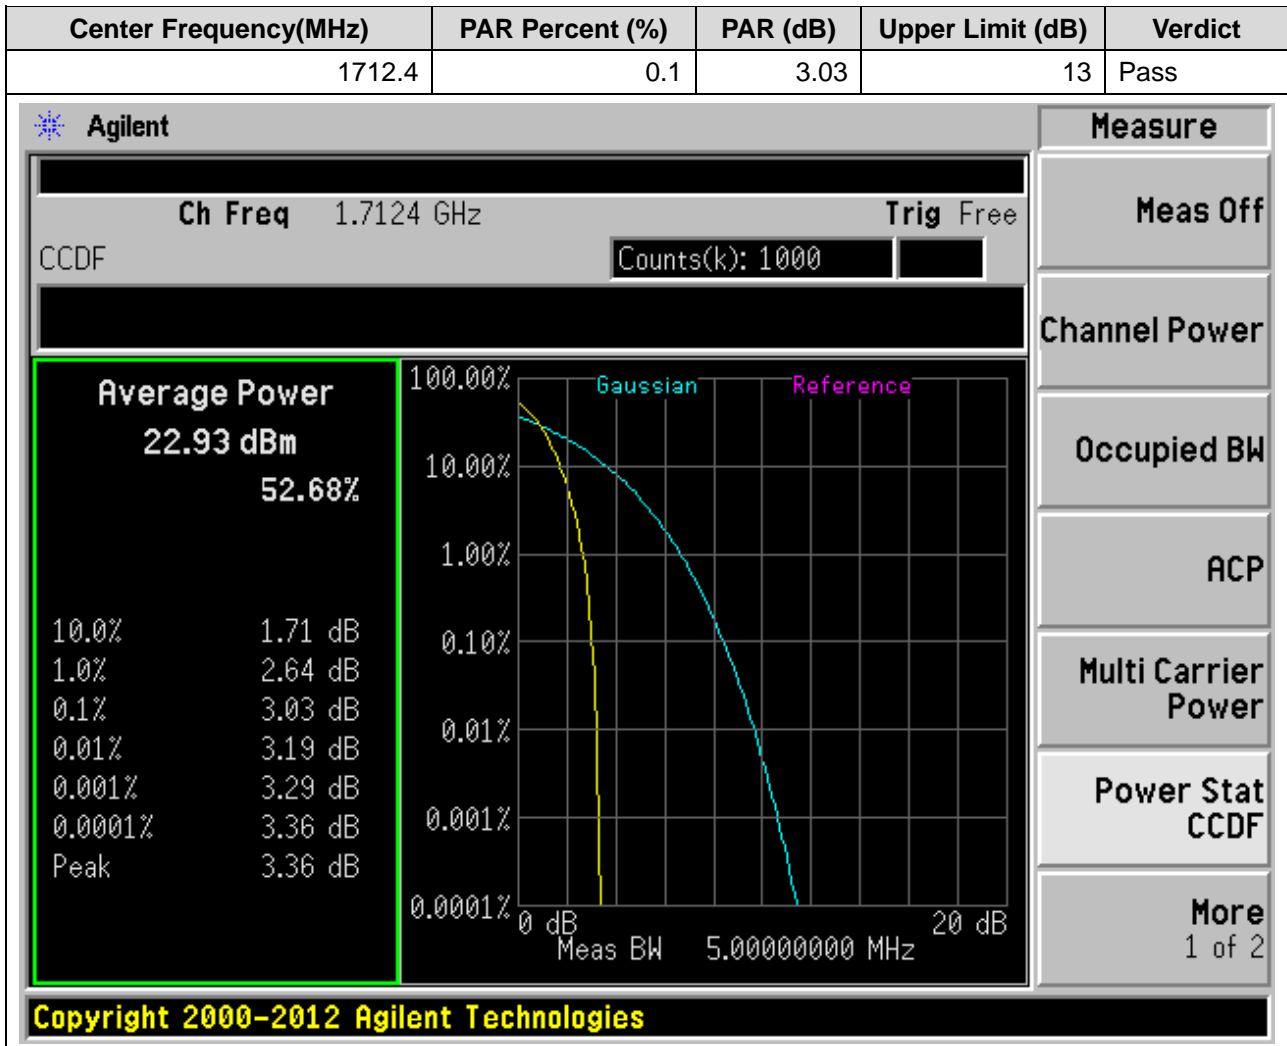 Center Frequency(MHz) PAR Percent (%) PAR (dB) Upper Limit (dB) Verdict
1712.4 0.1 3.03 13 Pass
Agilent
Measure
Ch Freq 1.7124 GHz Trig Free
CCDF Counts(k): 1000
Average Power
22.93 dBm
52.68%
10.0% 1.71 dB
1.0% 2.64 dB
0.1% 3.03 dB
0.01% 3.19 dB
0.001% 3.29 dB
0.0001% 3.36 dB
Peak 3.36 dB
Gaussian Reference
100.00%
10.00%
1.00%
0.10%
0.01%
0.001%
0.0001%
0 dB 20 dB
Meas BW 5.00000000 MHz
Meas Off
Channel Power
Occupied BW
ACP
Multi Carrier
Power
Power Stat
CCDF
More
1 of 2
Copyright 2000-2012 Agilent Technologies